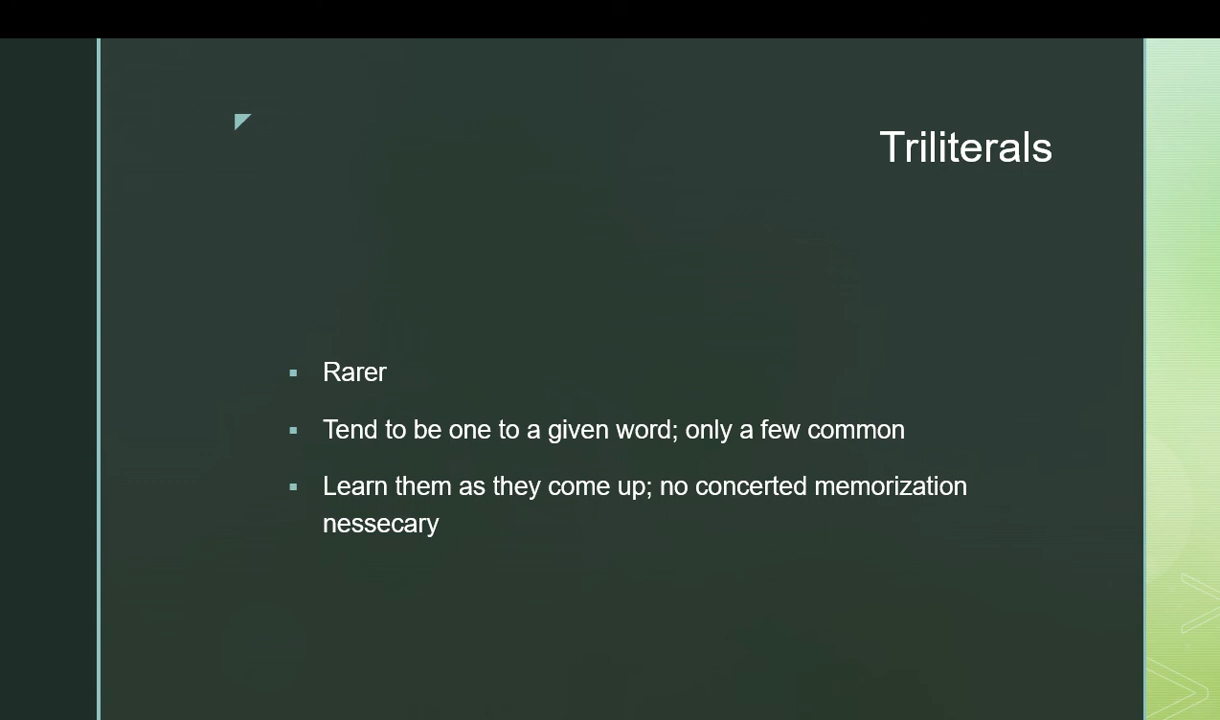 Triliterals
Rarer
Tend to be one to a given word; only a few common
Learn them as they come up; no concerted memorization
nessecary